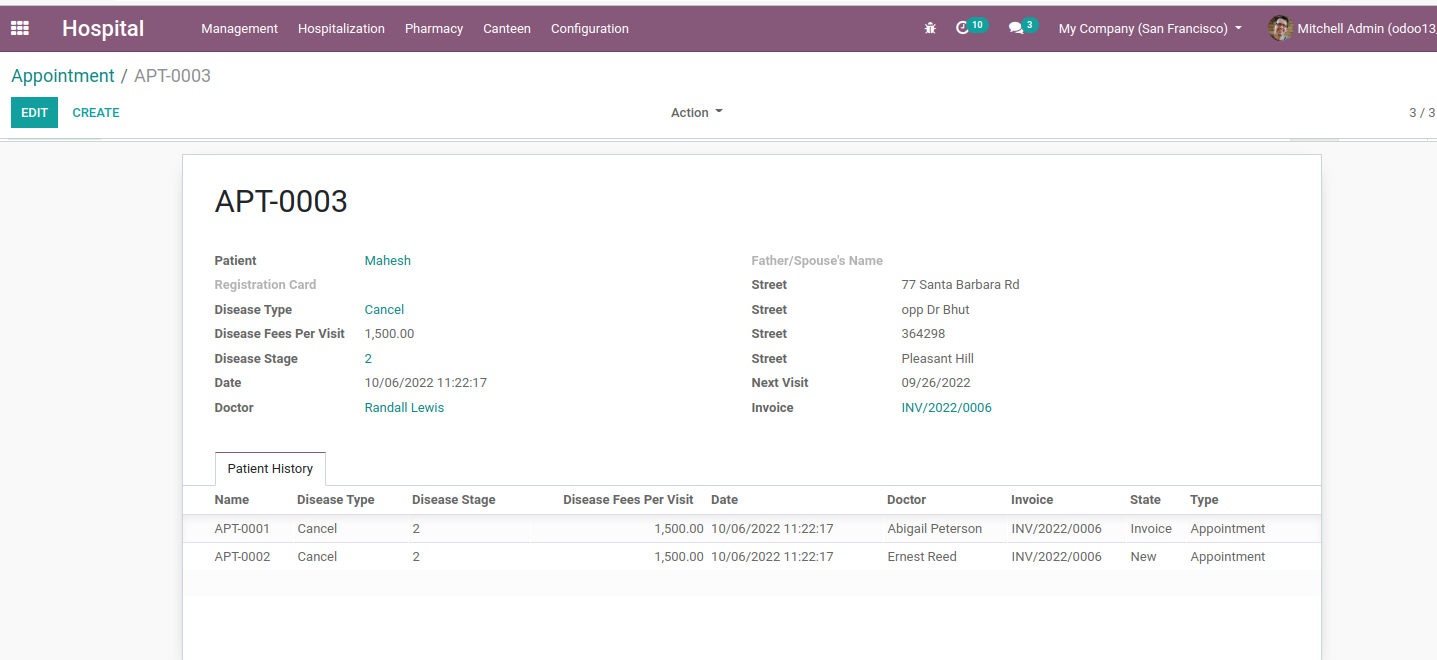 Hospital Management Hospitalization Pharmacy Canteen Configuration 10 3 My Company (San Francisco) Mitchell Admin (odoo13
Appointment / APT-0003
EDIT CREATE Action 3 / 3
APT-0003
Patient Mahesh Father/Spouse's Name
Registration Card Street 77 Santa Barbara Rd
Disease Type Cancel Street opp Dr Bhut
Disease Fees Per Visit 1,500.00 Street 364298
Disease Stage 2 Street Pleasant Hill
Date 10/06/2022 11:22:17 Next Visit 09/26/2022
Doctor Randall Lewis Invoice INV/2022/0006
Patient History
Name Disease Type Disease Stage Disease Fees Per Visit Date Doctor Invoice State Type
APT-0001 Cancel 2 1,500.00 10/06/2022 11:22:17 Abigail Peterson INV/2022/0006 Invoice Appointment
APT-0002 Cancel 2 1,500.00 10/06/2022 11:22:17 Ernest Reed INV/2022/0006 New Appointment